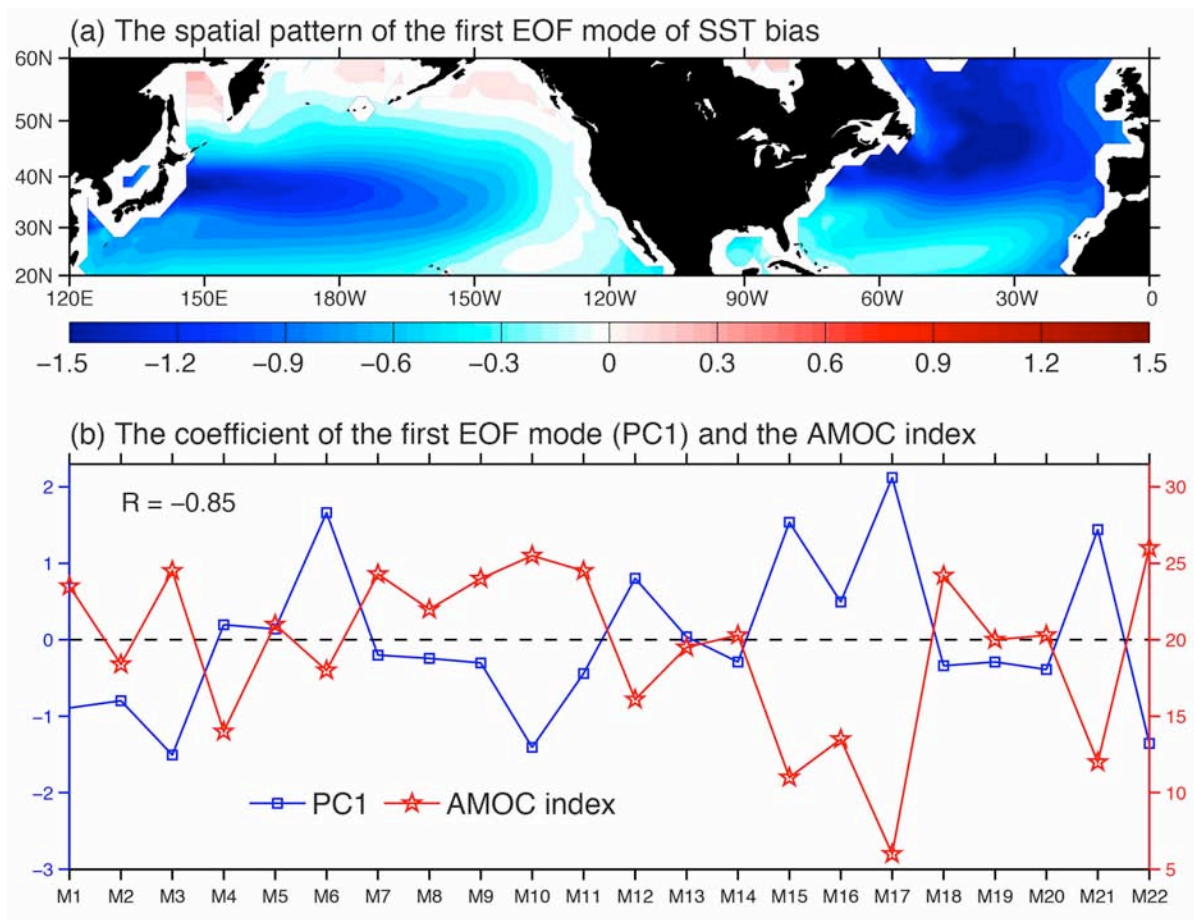 (a) The spatial pattern of the first EOF mode of SST bias
60N
50N
40N
30N
20N
120E 150E 180W 150W 120W 90W 60W 30W 0
−1.5 −1.2 −0.9 −0.6 −0.3 0 0.3 0.6 0.9 1.2 1.5
(b) The coefficient of the first EOF mode (PC1) and the AMOC index
R = −0.85
2
1
0
−1
−2
−3
30
25
20
15
10
5
PC1 AMOC index
M1 M2 M3 M4 M5 M6 M7 M8 M9 M10 M11 M12 M13 M14 M15 M16 M17 M18 M19 M20 M21 M22